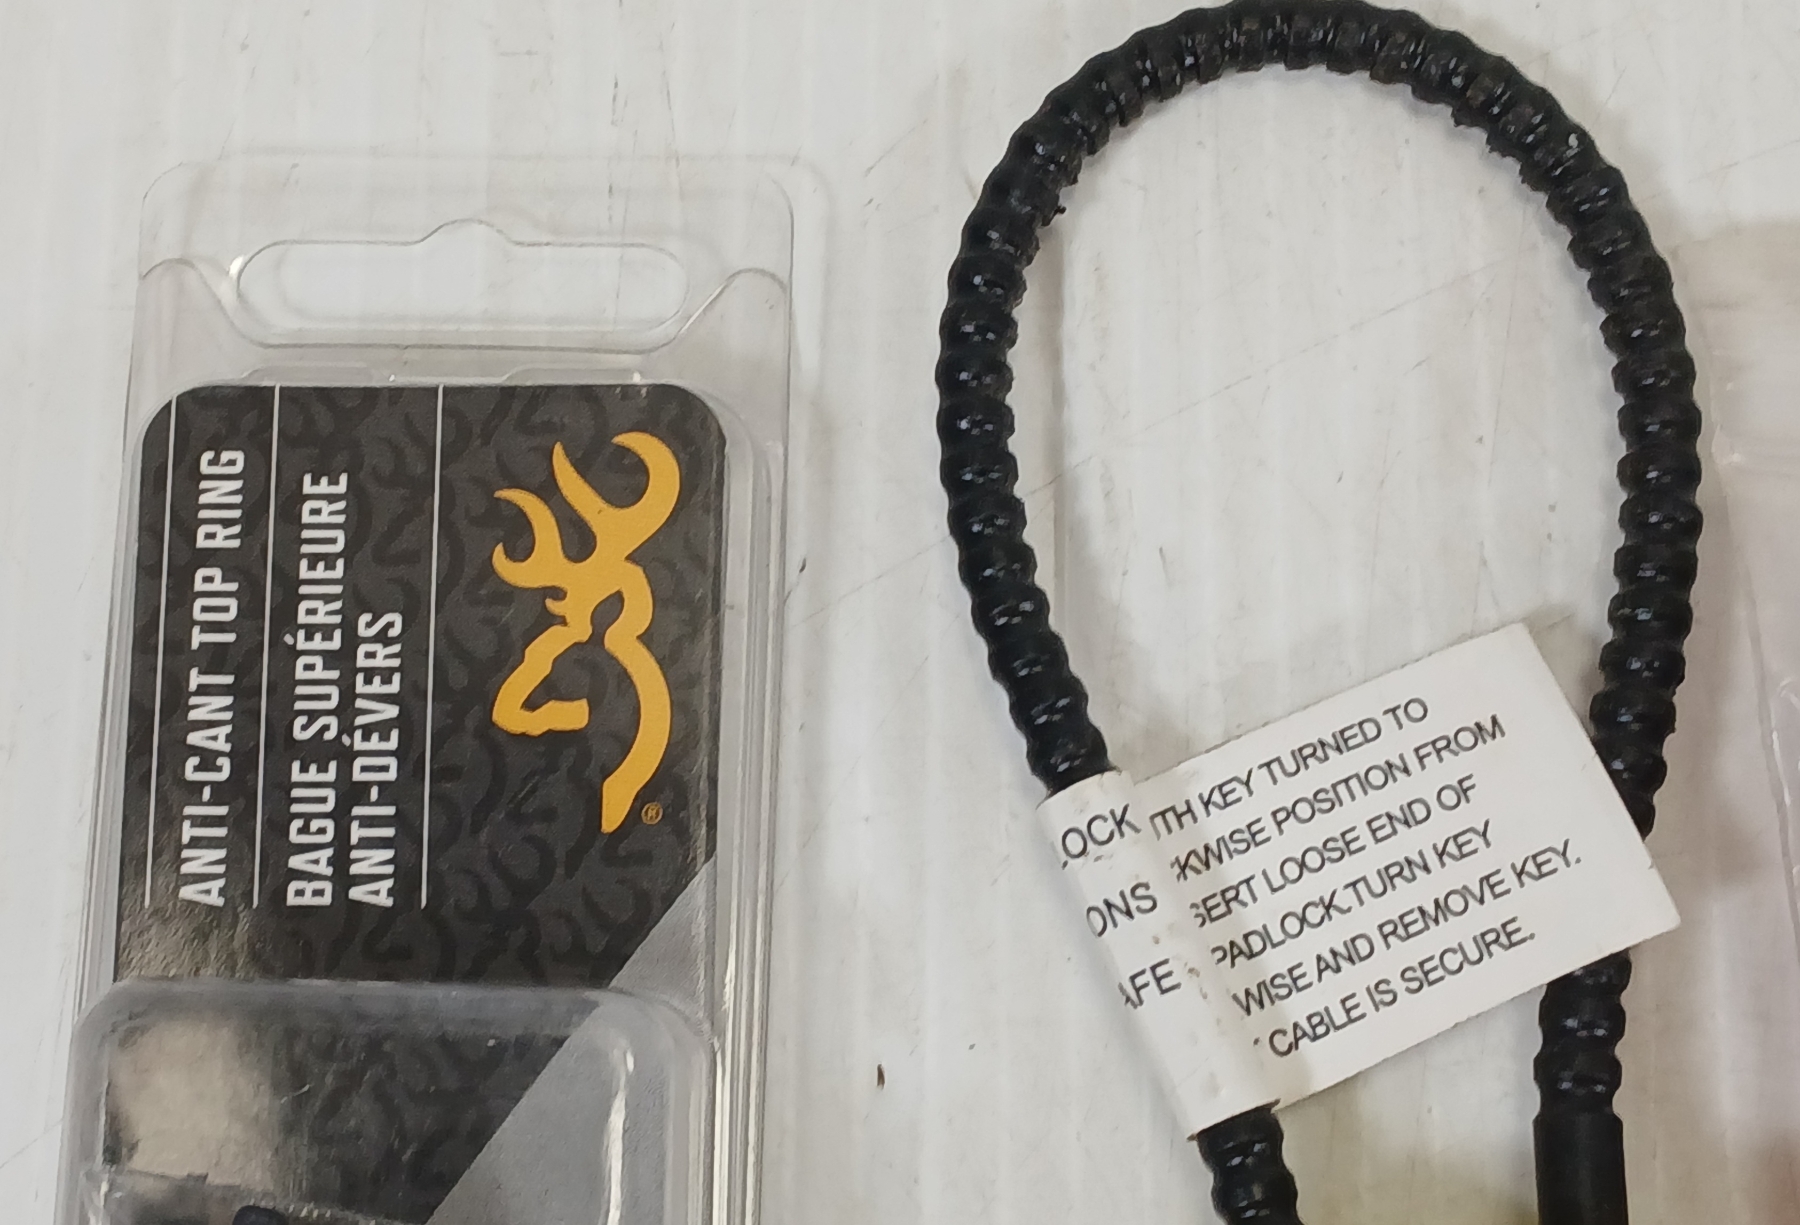 ANTI-CANT TOP RING
BAGUE SUPÉRIEURE
ANTI-DÉVERS
®
LOCK
ONS
AFE
ITH KEY TURNED TO
KWISE POSITION FROM
SERT LOOSE END OF
PADLOCK.TURN KEY
WISE AND REMOVE KEY.
CABLE IS SECURE.